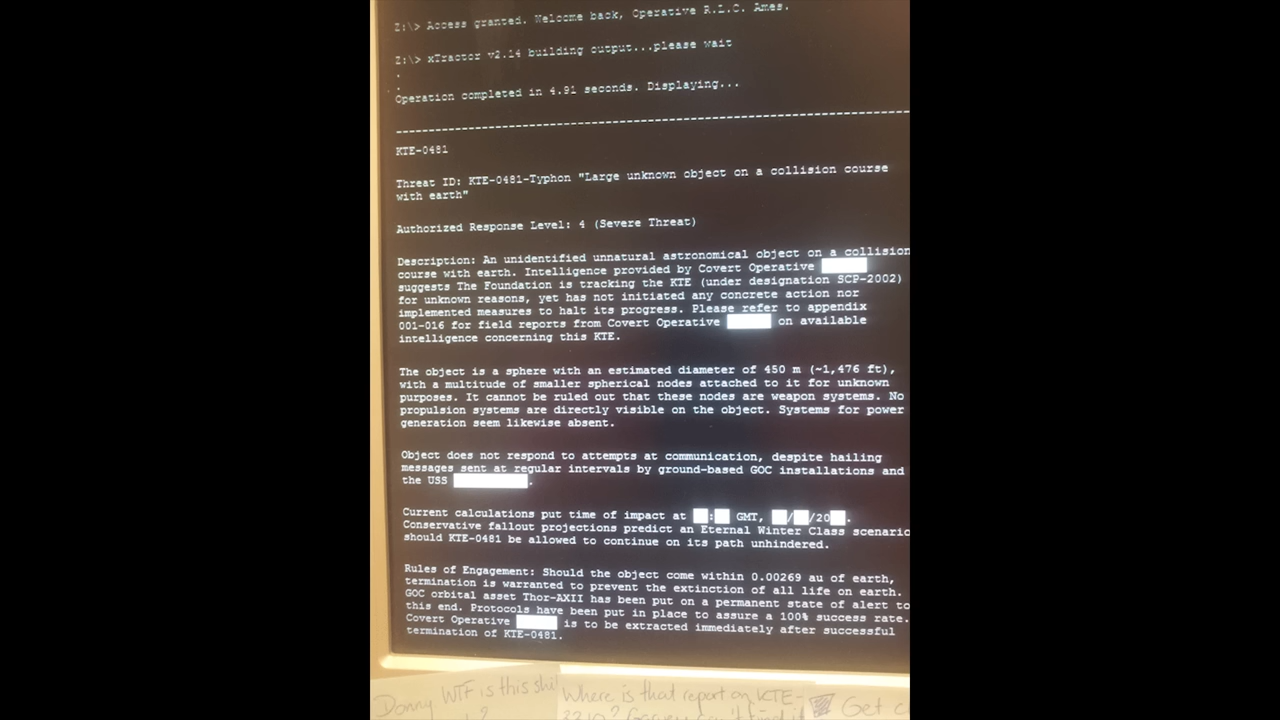 Z:\> Access granted. Welcome back, Operative R.Z.C. Ames.
Z:\> xTractor v2.14 building output...please wait
.
.
Operation completed in 4.91 seconds. Displaying...
KTE-0481
Threat ID: KTE-0481-Typhon "Large unknown object on a collision course
with earth"
Authorized Response Level: 4 (Severe Threat)
Description: An unidentified unnatural astronomical object on a collision
course with earth. Intelligence provided by Covert Operative
suggests The Foundation is tracking the KTE (under designation SCP-2002)
for unknown reasons, yet has not initiated any concrete action nor
implemented measures to halt its progress. Please refer to appendix
001-016 for field reports from Covert Operative on available
intelligence concerning this KTE.
The object is a sphere with an estimated diameter of 450 m (~1,476 ft),
with a multitude of smaller spherical nodes attached to it for unknown
purposes. It cannot be ruled out that these nodes are weapon systems. No
propulsion systems are directly visible on the object. Systems for power
generation seem likewise absent.
Object does not respond to attempts at communication, despite hailing
messages sent at regular intervals by ground-based GOC installations and
the USS .
Current calculations put time of impact at : GMT, / /20 .
Conservative fallout projections predict an Eternal Winter Class scenario
should KTE-0481 be allowed to continue on its path unhindered.
Rules of Engagement: Should the object come within 0.00269 au of earth,
termination is warranted to prevent the extinction of all life on earth.
GOC orbital asset Thor-AXII has been put on a permanent state of alert to
this end. Protocols have been put in place to assure a 100% success rate.
Covert Operative is to be extracted immediately after successful
termination of KTE-0481.
Donny. WTF is this shit
Where is that report on KTE-
Get